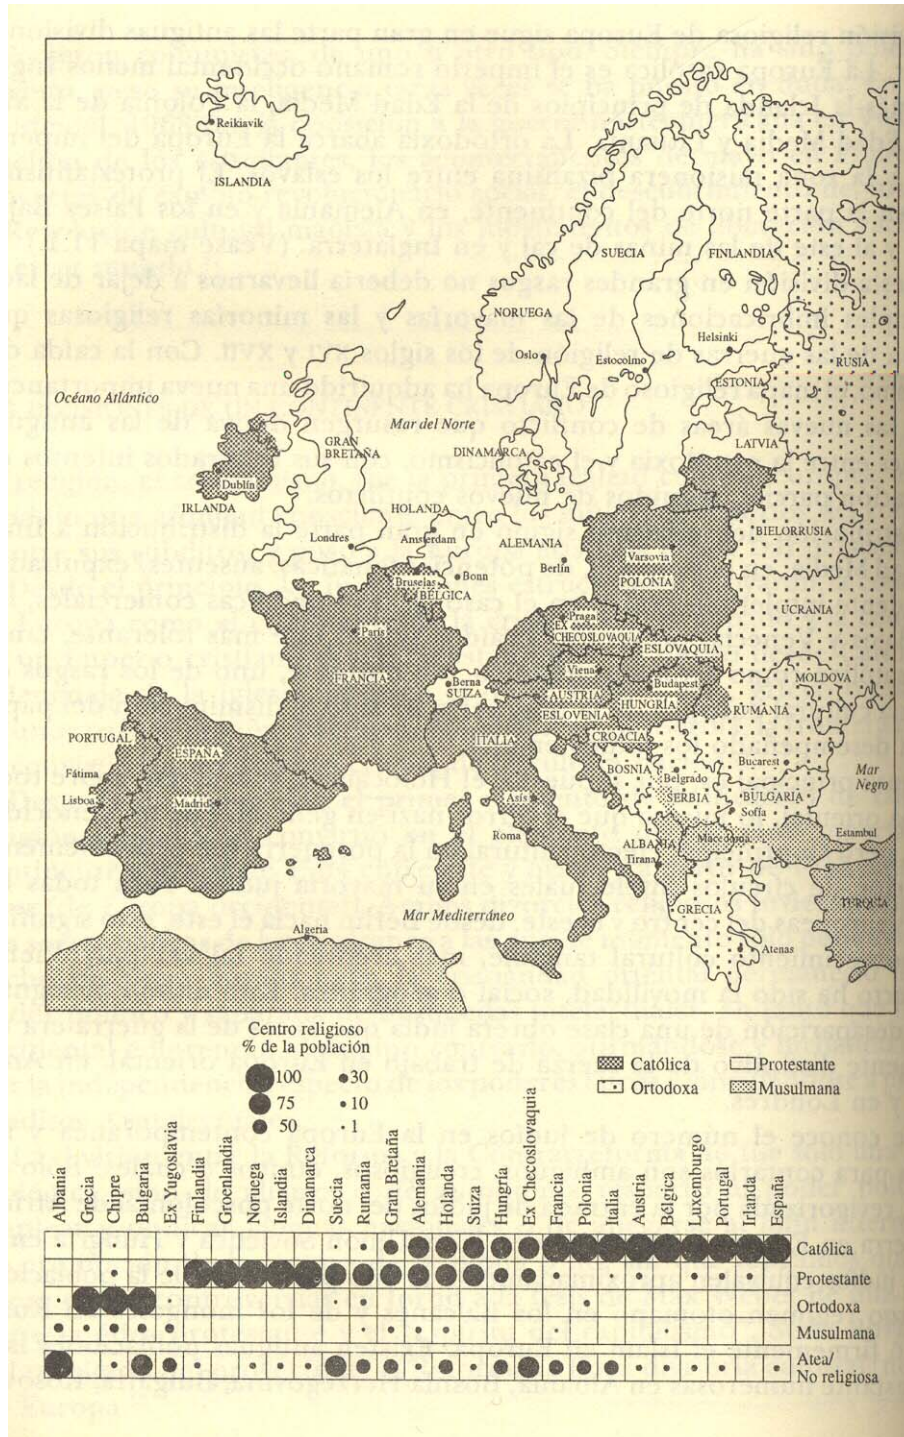 Reikiavik
ISLANDIA
SUECIA
FINLANDIA
NORUEGA
Helsinki
Oslo
Estocolmo
RUSIA
ESTONIA
Océano Atlántico
Mar del Norte
GRAN
BRETAÑA
DINAMARCA
LATVIA
Dublín
IRLANDA
HOLANDA
Londres
Amsterdam
ALEMANIA
BIELORRUSIA
Varsovia
Berlín
Bonn
POLONIA
Bruselas
BÉLGICA
UCRANIA
Praga
EX
CHECOSLOVAQUIA
París
ESLOVAQUIA
Viena
MOLDOVA
FRANCIA
Berna
SUIZA
Budapest
AUSTRIA
HUNGRÍA
RUMANIA
ESLOVENIA
PORTUGAL
ESPAÑA
ITALIA
CROACIA
BOSNIA
Bucarest
Mar
Negro
Fátima
Belgrado
SERBIA
BULGARIA
Lisboa
Madrid
Asís
Sofía
Roma
Macedonia
Estambul
ALBANIA
Tirana
TURQUÍA
Mar Mediterráneo
GRECIA
Argelia
Atenas
Centro religioso
% de la población
100
30
75
10
50
1
Católica
Protestante
Ortodoxa
Musulmana
Albania
Grecia
Chipre
Bulgaria
Ex Yugoslavia
Finlandia
Groenlandia
Noruega
Islandia
Dinamarca
Suecia
Rumania
Gran Bretaña
Alemania
Holanda
Suiza
Hungría
Ex Checoslovaquia
Francia
Polonia
Italia
Austria
Bélgica
Luxemburgo
Portugal
Irlanda
España
Católica
Protestante
Ortodoxa
Musulmana
Atea/
No religiosa